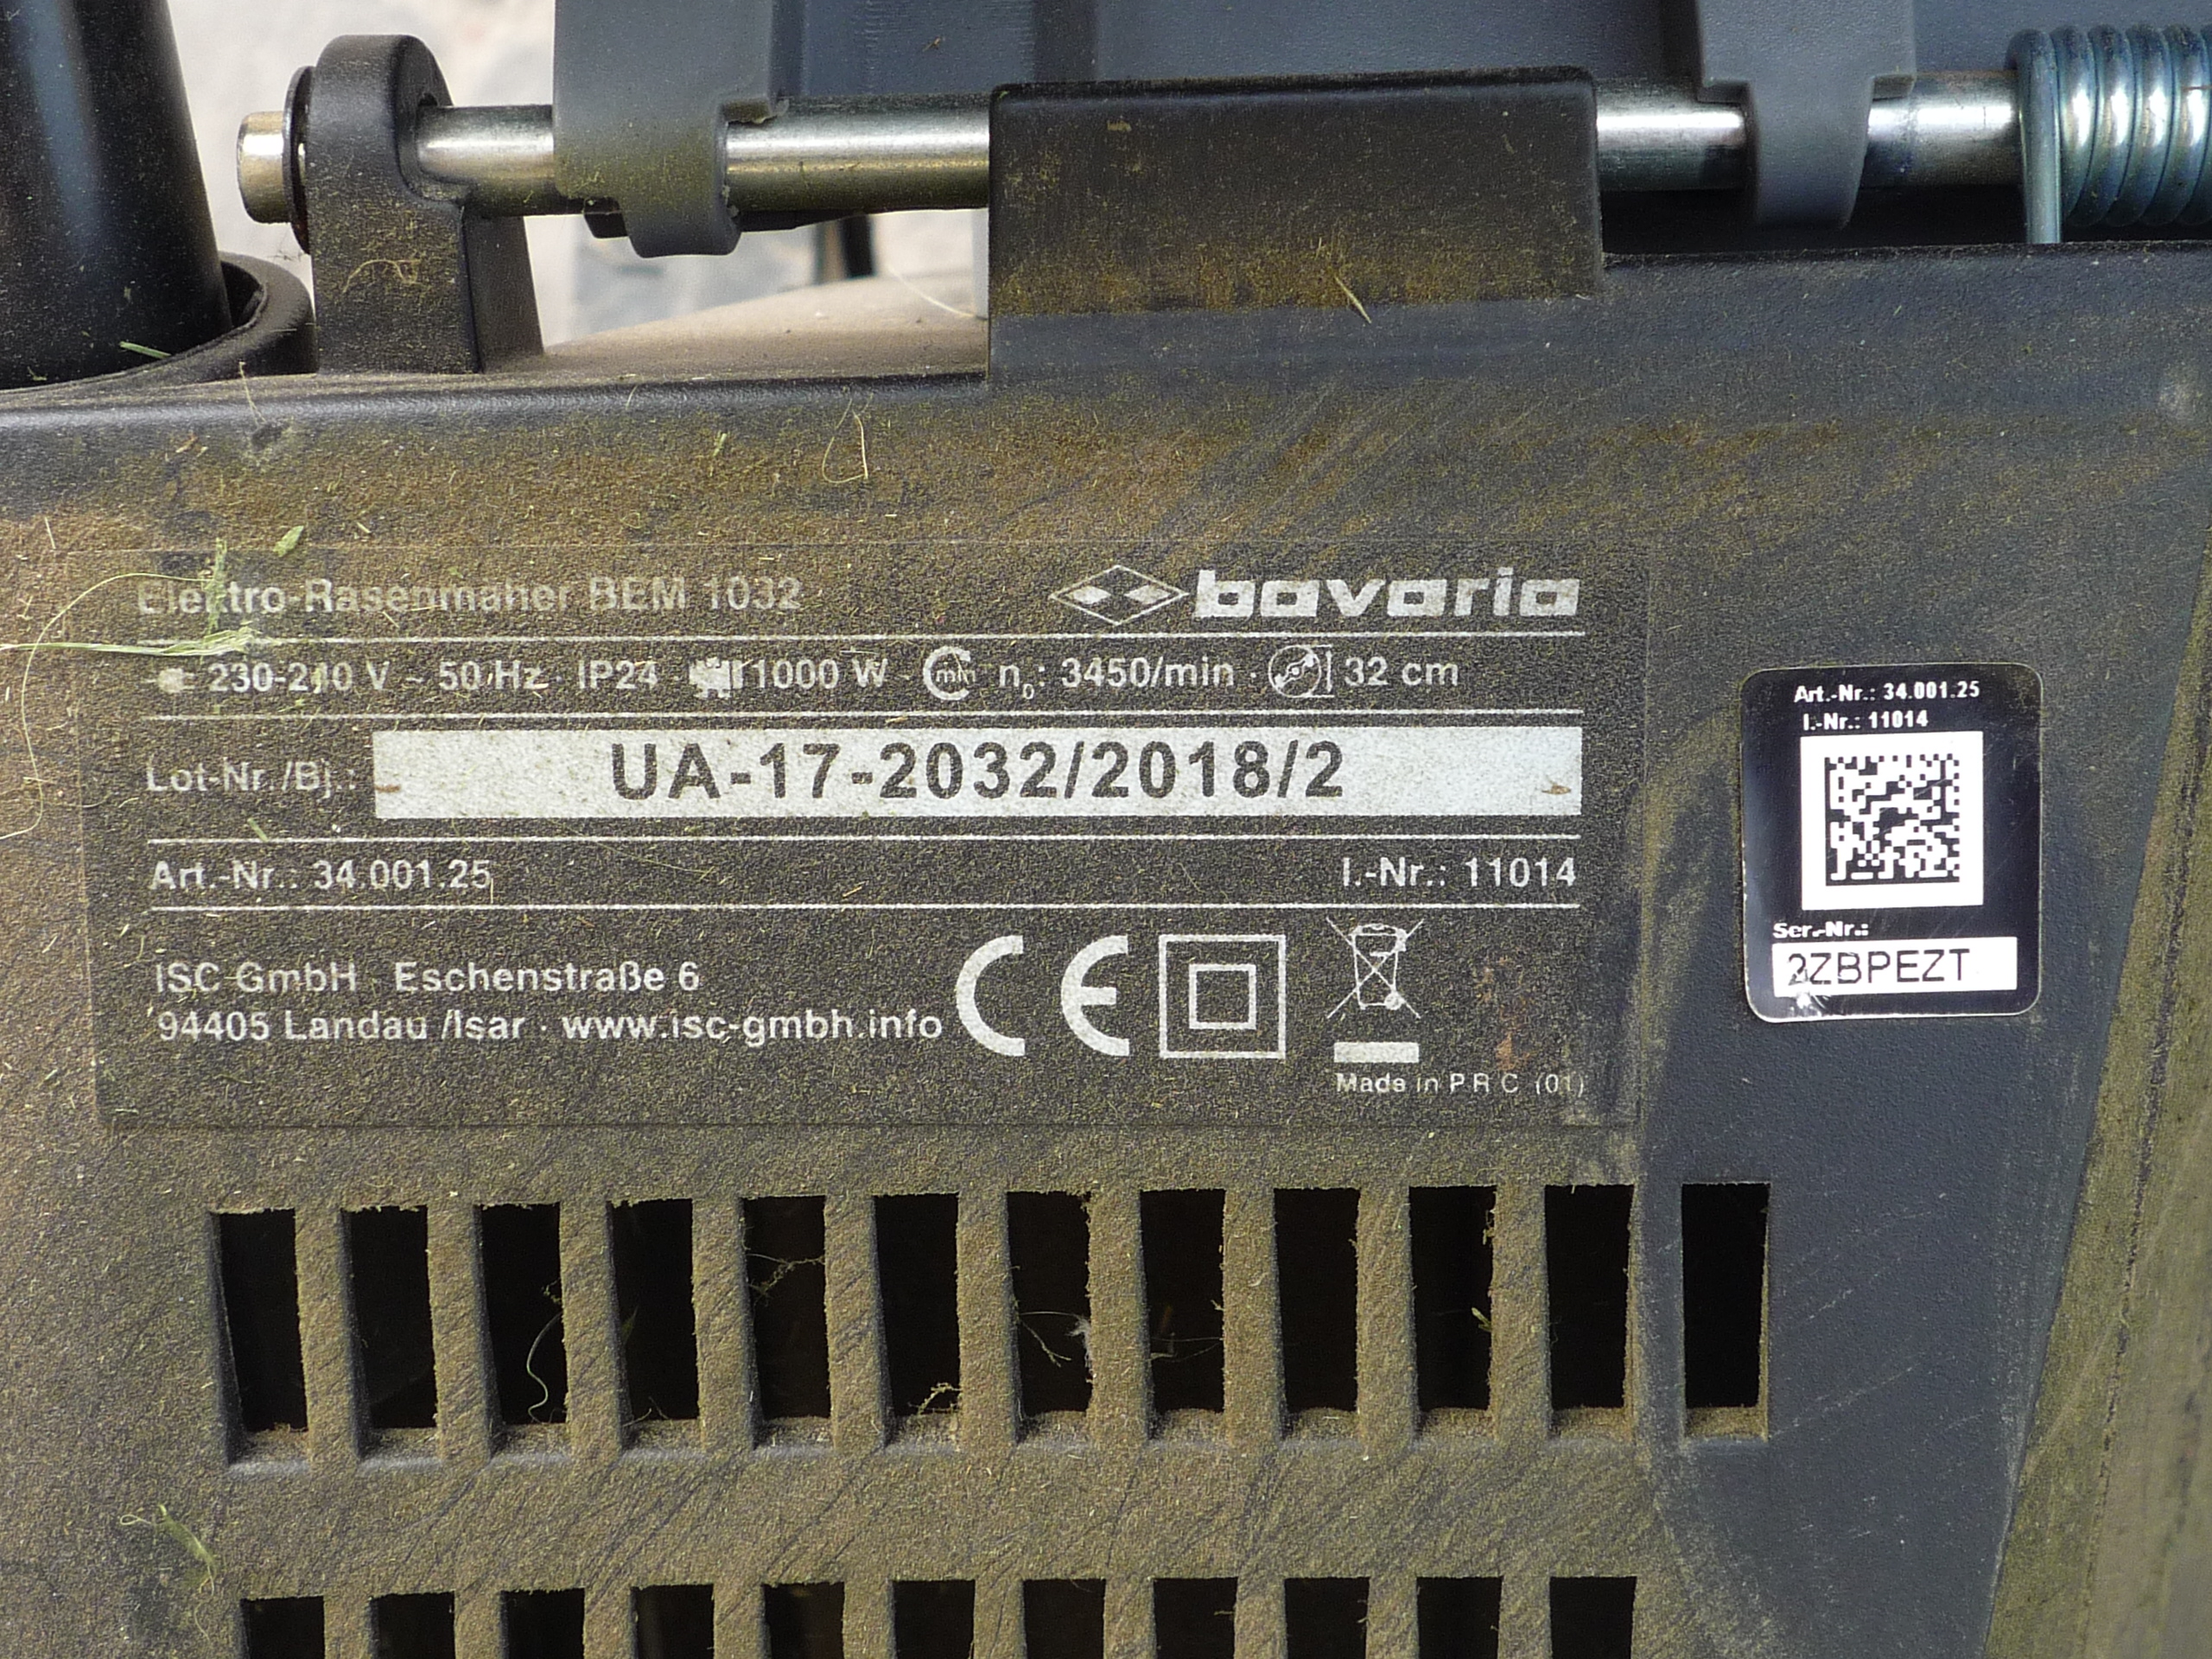 Elektro-Rasenmäher BEM 1032
bavaria
230-240 V ~ 50 Hz · IP24 1000 W · min n₀: 3450/min · 32 cm
Lot-Nr./Bj.: UA-17-2032/2018/2
Art.-Nr.: 34.001.25 I.-Nr.: 11014
ISC GmbH · Eschenstraße 6
94405 Landau /Isar · www.isc-gmbh.info
CE
Made in P R C (01)
Art.-Nr.: 34.001.25
I.-Nr.: 11014
Ser.-Nr.:
2ZBPEZT